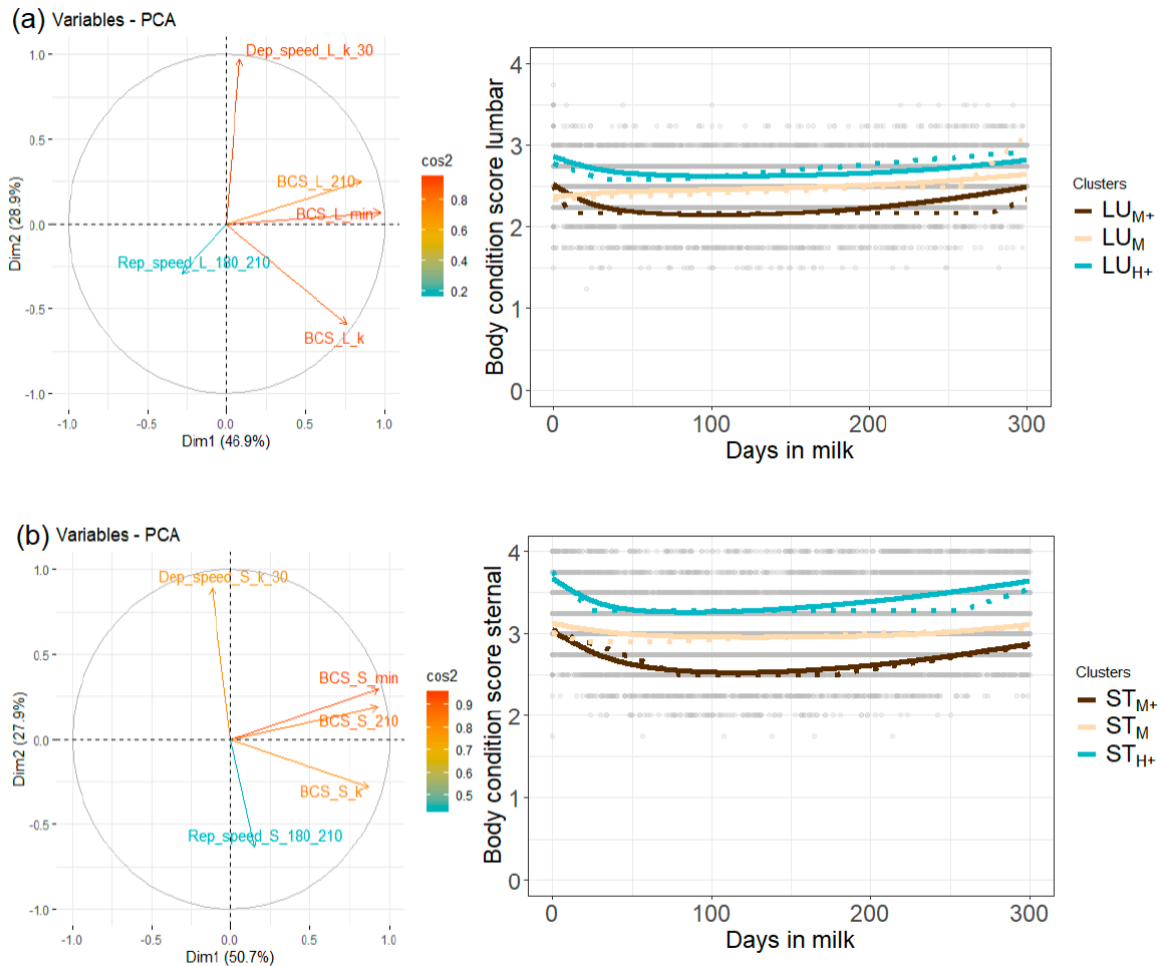 (a) Variables - PCA
1.0
0.5
0.0
-0.5
-1.0
Dim2 (28.9%)
Dep_speed_L_k_30
BCS_L_210
BCS_L_min
Rep_speed_L_180_210
BCS_L_k
-1.0 -0.5 0.0 0.5 1.0
Dim1 (46.9%)
cos2
0.8
0.6
0.4
0.2
Body condition score lumbar
4
3
2
1
0
0 100 200 300
Days in milk
Clusters
LU_M+
LU_M
LU_H+
(b) Variables - PCA
1.0
0.5
0.0
-0.5
-1.0
Dim2 (27.9%)
Dep_speed_S_k_30
BCS_S_min
BCS_S_210
BCS_S_k
Rep_speed_S_180_210
-1.0 -0.5 0.0 0.5 1.0
Dim1 (50.7%)
cos2
0.9
0.8
0.7
0.6
0.5
Body condition score sternal
4
3
2
1
0
0 100 200 300
Days in milk
Clusters
ST_M+
ST_M
ST_H+